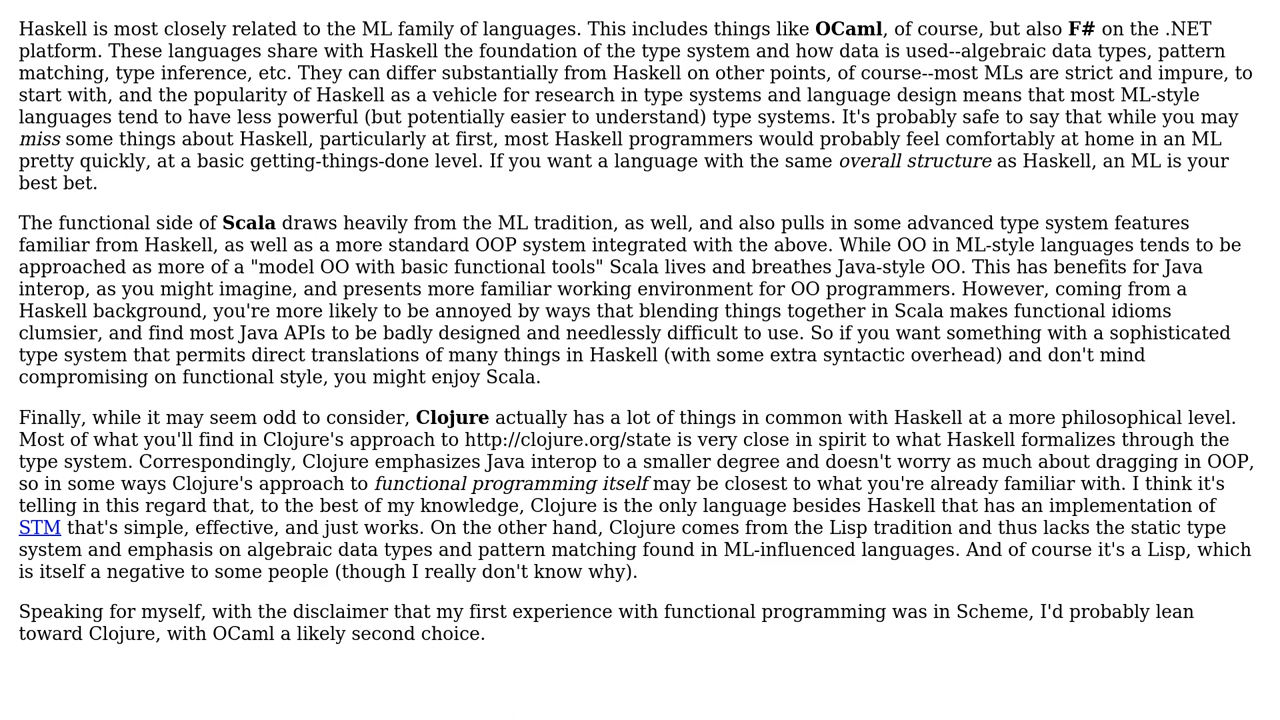 Haskell is most closely related to the ML family of languages. This includes things like OCaml, of course, but also F# on the .NET
platform. These languages share with Haskell the foundation of the type system and how data is used--algebraic data types, pattern
matching, type inference, etc. They can differ substantially from Haskell on other points, of course--most MLs are strict and impure, to
start with, and the popularity of Haskell as a vehicle for research in type systems and language design means that most ML-style
languages tend to have less powerful (but potentially easier to understand) type systems. It's probably safe to say that while you may
miss some things about Haskell, particularly at first, most Haskell programmers would probably feel comfortably at home in an ML
pretty quickly, at a basic getting-things-done level. If you want a language with the same overall structure as Haskell, an ML is your
best bet.
The functional side of Scala draws heavily from the ML tradition, as well, and also pulls in some advanced type system features
familiar from Haskell, as well as a more standard OOP system integrated with the above. While OO in ML-style languages tends to be
approached as more of a "model OO with basic functional tools" Scala lives and breathes Java-style OO. This has benefits for Java
interop, as you might imagine, and presents more familiar working environment for OO programmers. However, coming from a
Haskell background, you're more likely to be annoyed by ways that blending things together in Scala makes functional idioms
clumsier, and find most Java APIs to be badly designed and needlessly difficult to use. So if you want something with a sophisticated
type system that permits direct translations of many things in Haskell (with some extra syntactic overhead) and don't mind
compromising on functional style, you might enjoy Scala.
Finally, while it may seem odd to consider, Clojure actually has a lot of things in common with Haskell at a more philosophical level.
Most of what you'll find in Clojure's approach to http://clojure.org/state is very close in spirit to what Haskell formalizes through the
type system. Correspondingly, Clojure emphasizes Java interop to a smaller degree and doesn't worry as much about dragging in OOP,
so in some ways Clojure's approach to functional programming itself may be closest to what you're already familiar with. I think it's
telling in this regard that, to the best of my knowledge, Clojure is the only language besides Haskell that has an implementation of
STM that's simple, effective, and just works. On the other hand, Clojure comes from the Lisp tradition and thus lacks the static type
system and emphasis on algebraic data types and pattern matching found in ML-influenced languages. And of course it's a Lisp, which
is itself a negative to some people (though I really don't know why).
Speaking for myself, with the disclaimer that my first experience with functional programming was in Scheme, I'd probably lean
toward Clojure, with OCaml a likely second choice.